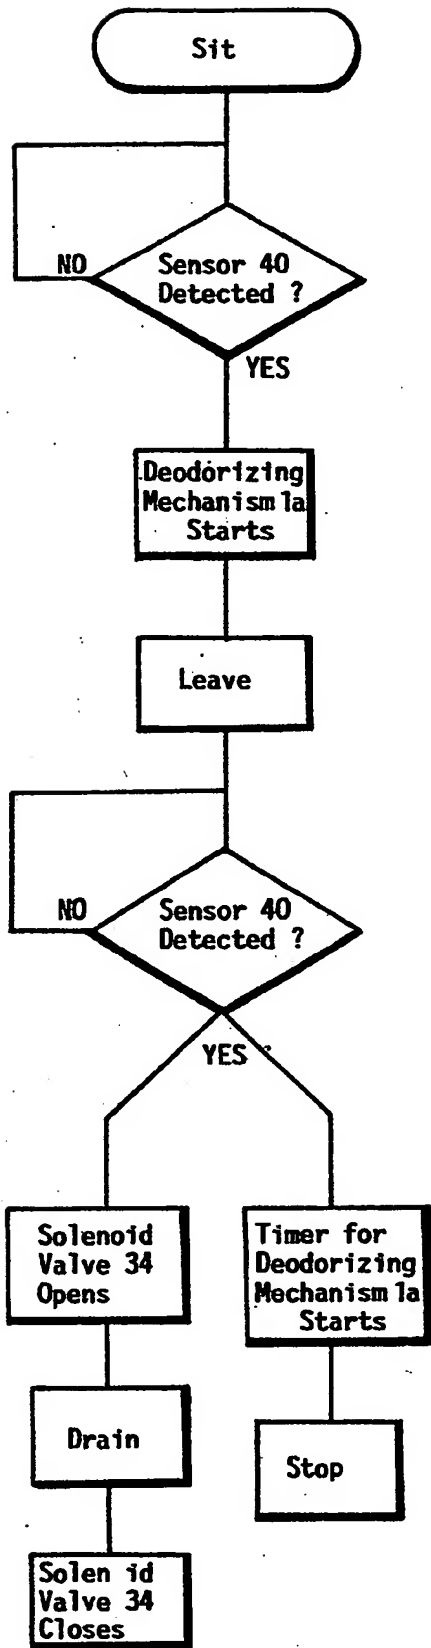 Sit
NO
Sensor 40
Detected ?
YES
Deodorizing
Mechanism 1a
Starts
Leave
NO
Sensor 40
Detected ?
YES
Solenoid
Valve 34
Opens
Drain
Solen id
Valve 34
Closes
Timer for
Deodorizing
Mechanism 1a
Starts
Stop